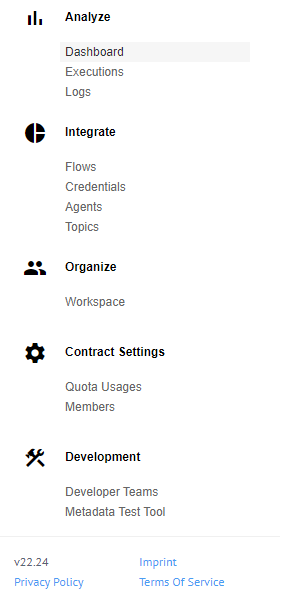 Analyze
Dashboard
Executions
Logs
Integrate
Flows
Credentials
Agents
Topics
Organize
Workspace
Contract Settings
Quota Usages
Members
Development
Developer Teams
Metadata Test Tool
v22.24 Imprint
Privacy Policy Terms Of Service